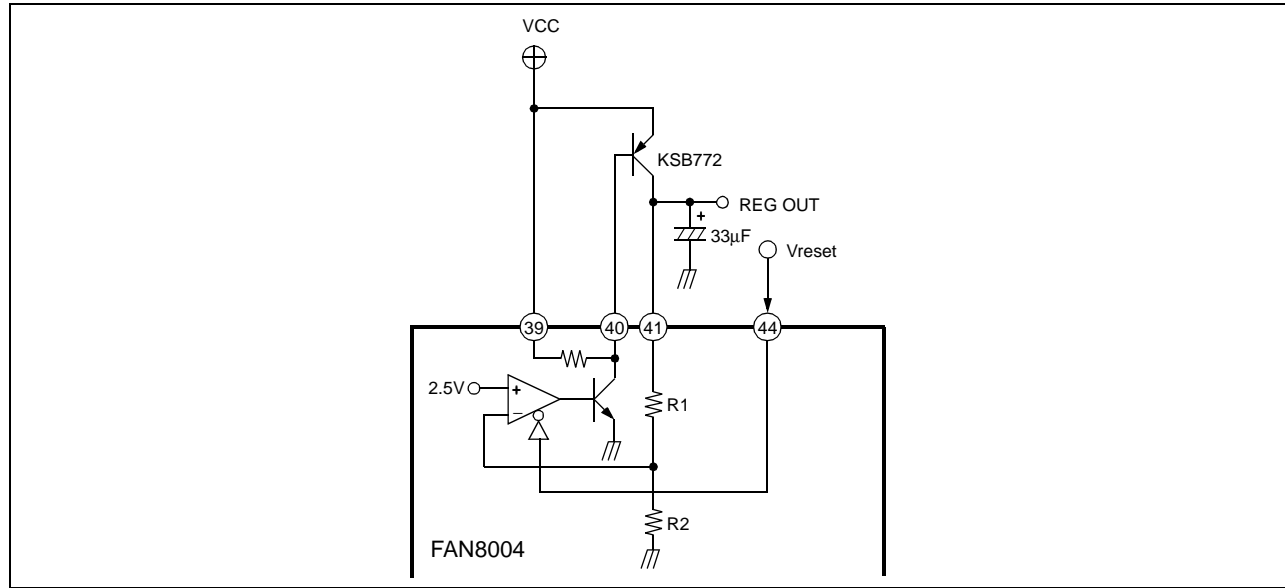 VCC
KSB772
REG OUT
+
33μF
Vreset
39 40 41 44
2.5V
+
−
R1
R2
FAN8004